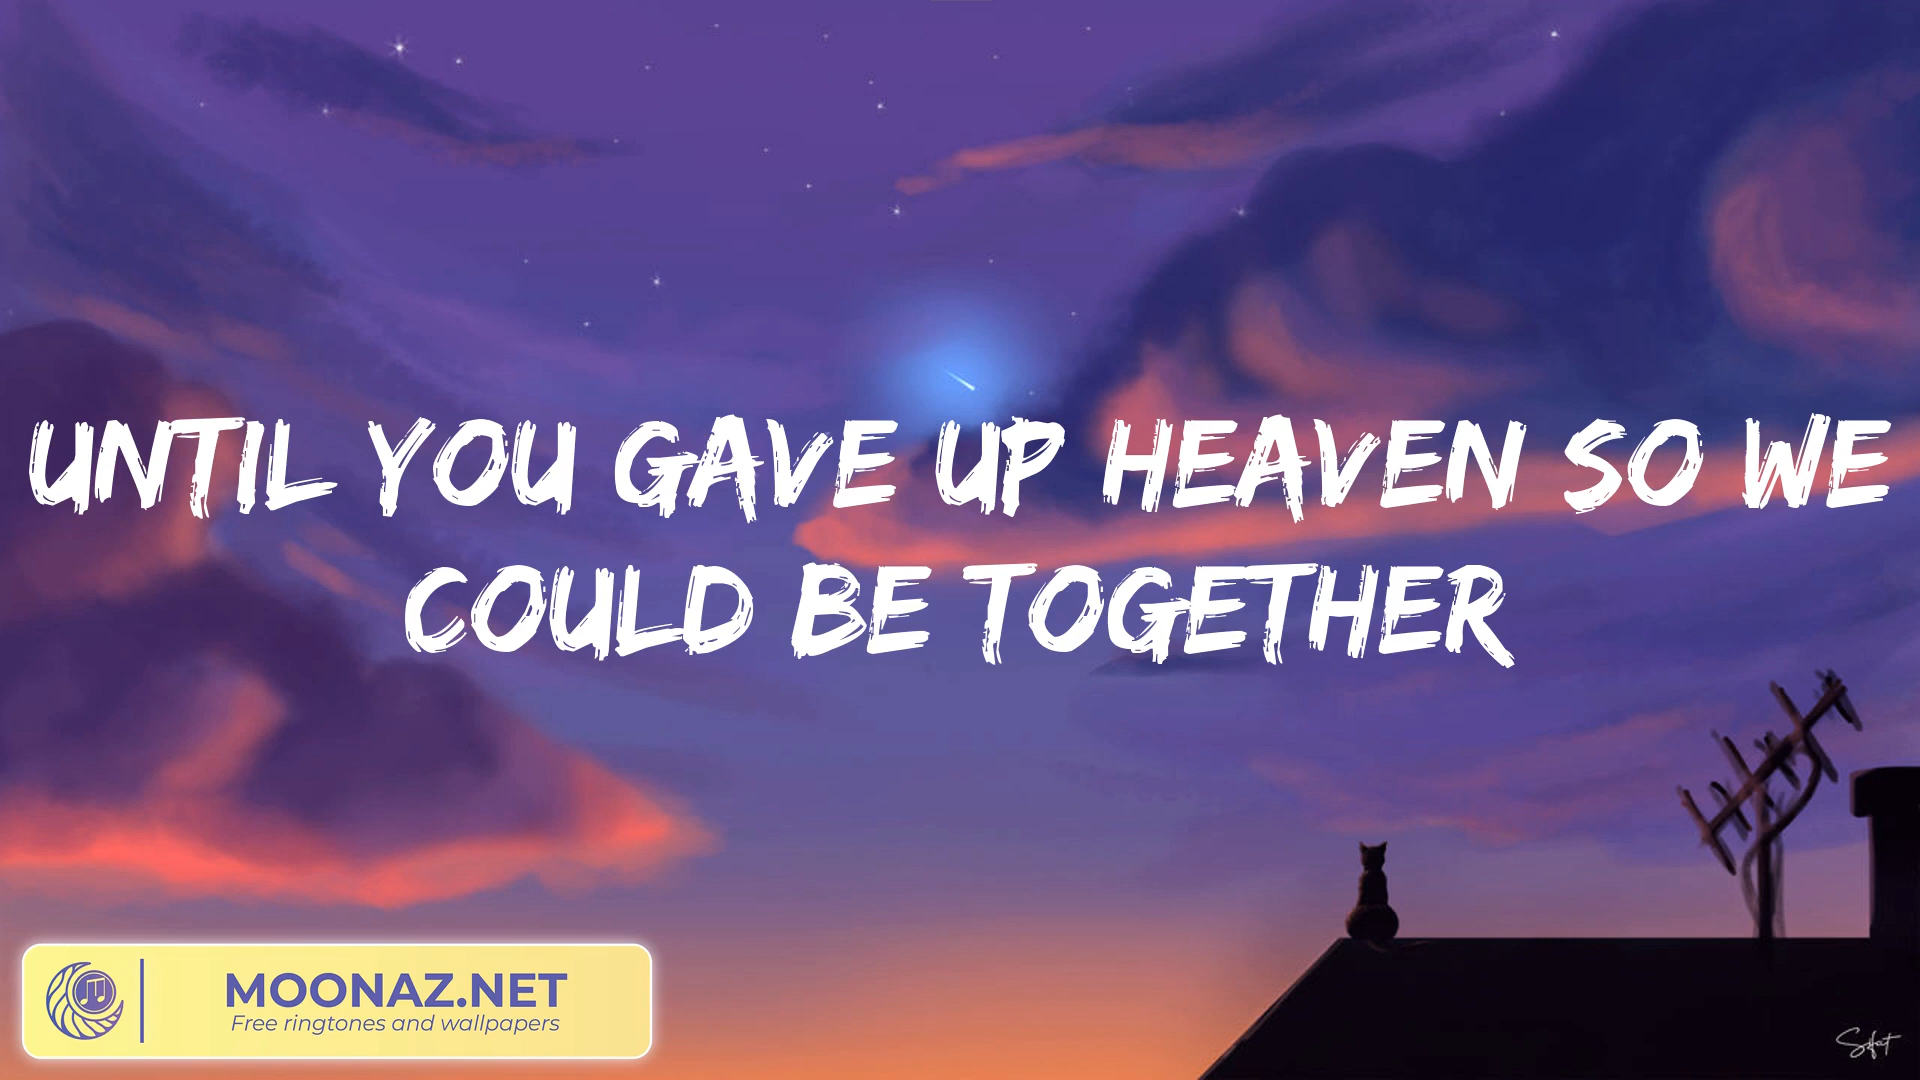 UNTIL YOU GAVE UP HEAVEN SO WE
COULD BE TOGETHER
MOONAZ.NET
Free ringtones and wallpapers